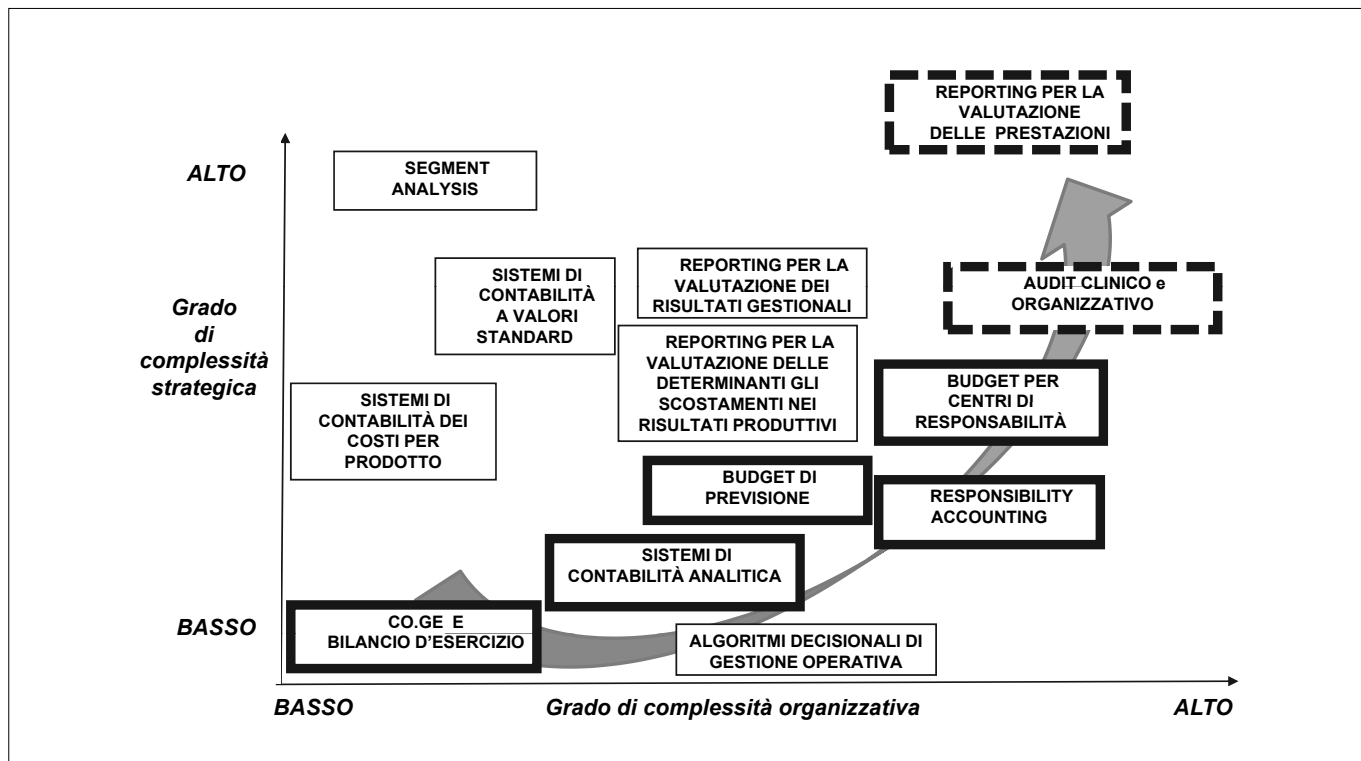 REPORTING PER LA
VALUTAZIONE
DELLE PRESTAZIONI
ALTO
SEGMENT
ANALYSIS
SISTEMI DI
CONTABILITÀ
A VALORI
STANDARD
REPORTING PER LA
VALUTAZIONE DEI
RISULTATI GESTIONALI
AUDIT CLINICO e
ORGANIZZATIVO
Grado
di
complessità
strategica
REPORTING PER LA
VALUTAZIONE DELLE
DETERMINANTI GLI
SCOSTAMENTI NEI
RISULTATI PRODUTTIVI
BUDGET PER
CENTRI DI
RESPONSABILITÀ
SISTEMI DI
CONTABILITÀ DEI
COSTI PER
PRODOTTO
BUDGET DI
PREVISIONE
RESPONSIBILITY
ACCOUNTING
SISTEMI DI
CONTABILITÀ ANALITICA
BASSO
CO.GE E
BILANCIO D'ESERCIZIO
ALGORITMI DECISIONALI DI
GESTIONE OPERATIVA
BASSO
Grado di complessità organizzativa
ALTO